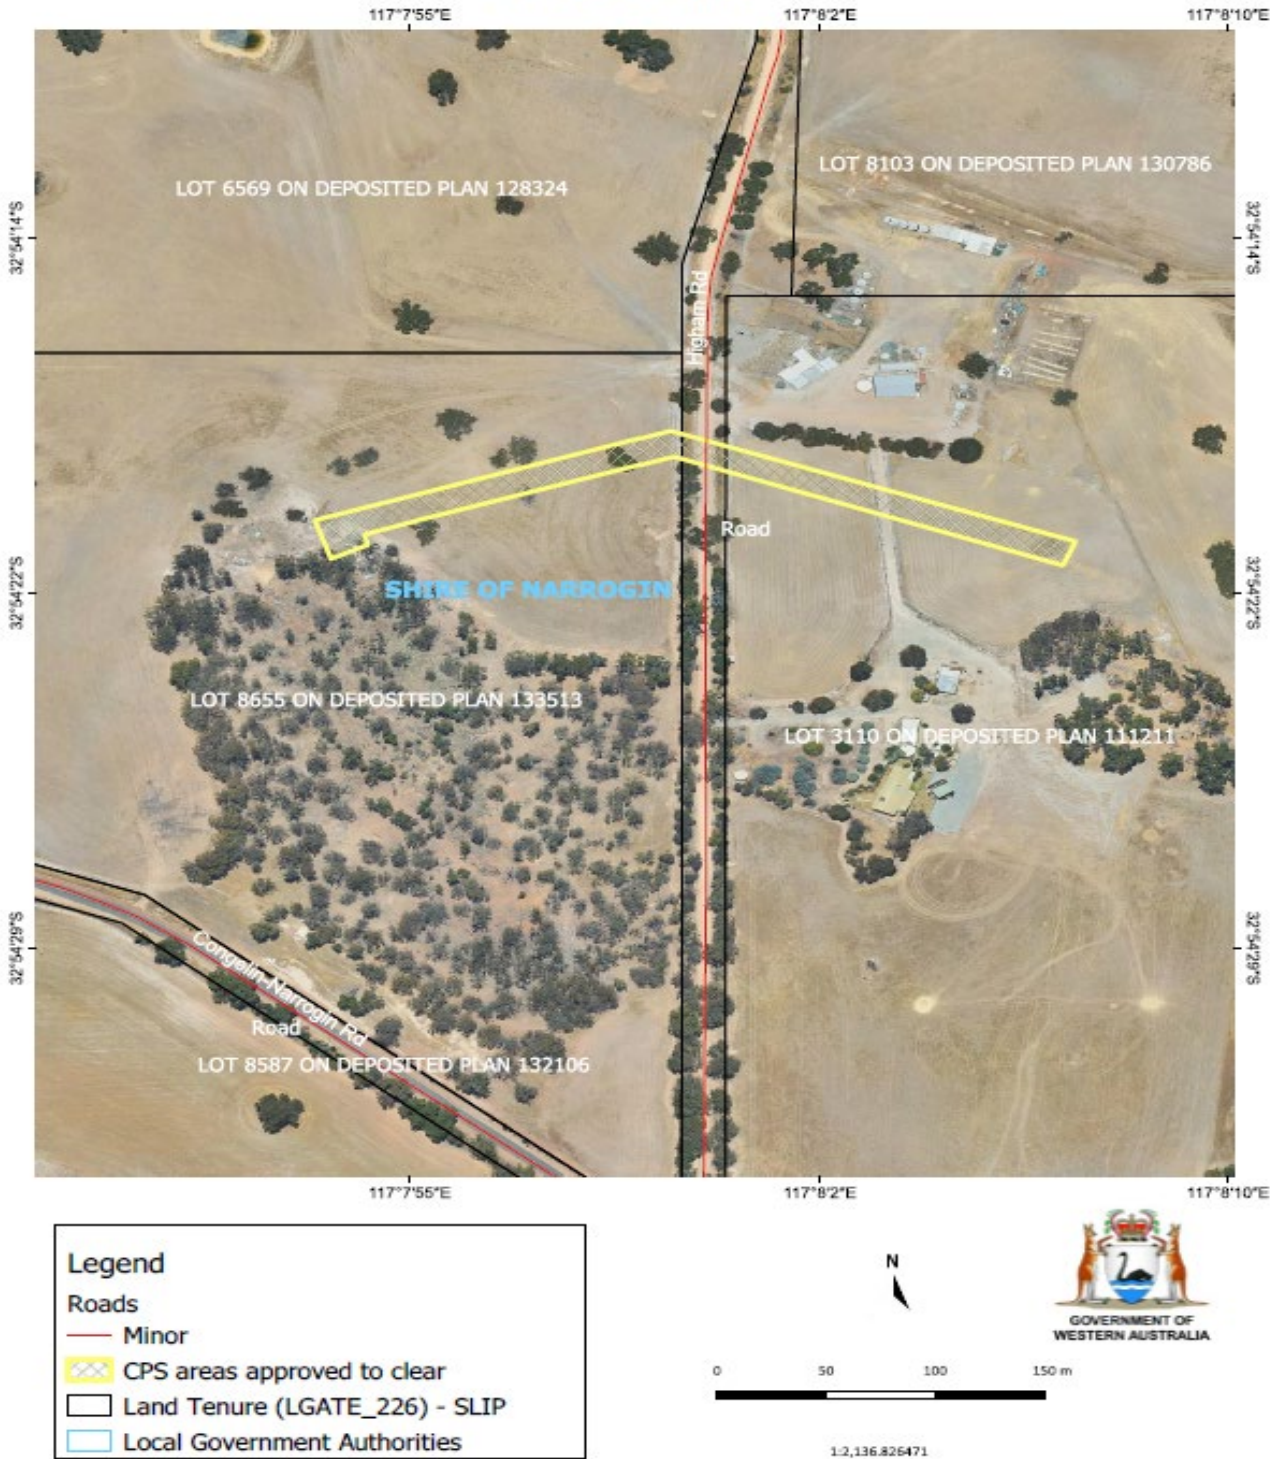 117°7'55"E
117°8'2"E
117°8'10"E
LOT 8103 ON DEPOSITED PLAN 130786
LOT 6569 ON DEPOSITED PLAN 128324
32°54'14"S
32°54'14"S
Higham Rd
Road
32°54'22"S
SHIRE OF NARROGIN
32°54'22"S
LOT 8655 ON DEPOSITED PLAN 133513
LOT 3110 ON DEPOSITED PLAN 111211
32°54'29"S
Congelin-Narrogin Rd
32°54'29"S
Road
LOT 8587 ON DEPOSITED PLAN 132106
117°7'55"E
117°8'2"E
117°8'10"E
Legend
Roads
Minor
CPS areas approved to clear
Land Tenure (LGATE_226) - SLIP
Local Government Authorities
N
0 50 100 150 m
1:2,136.826471
GOVERNMENT OF
WESTERN AUSTRALIA